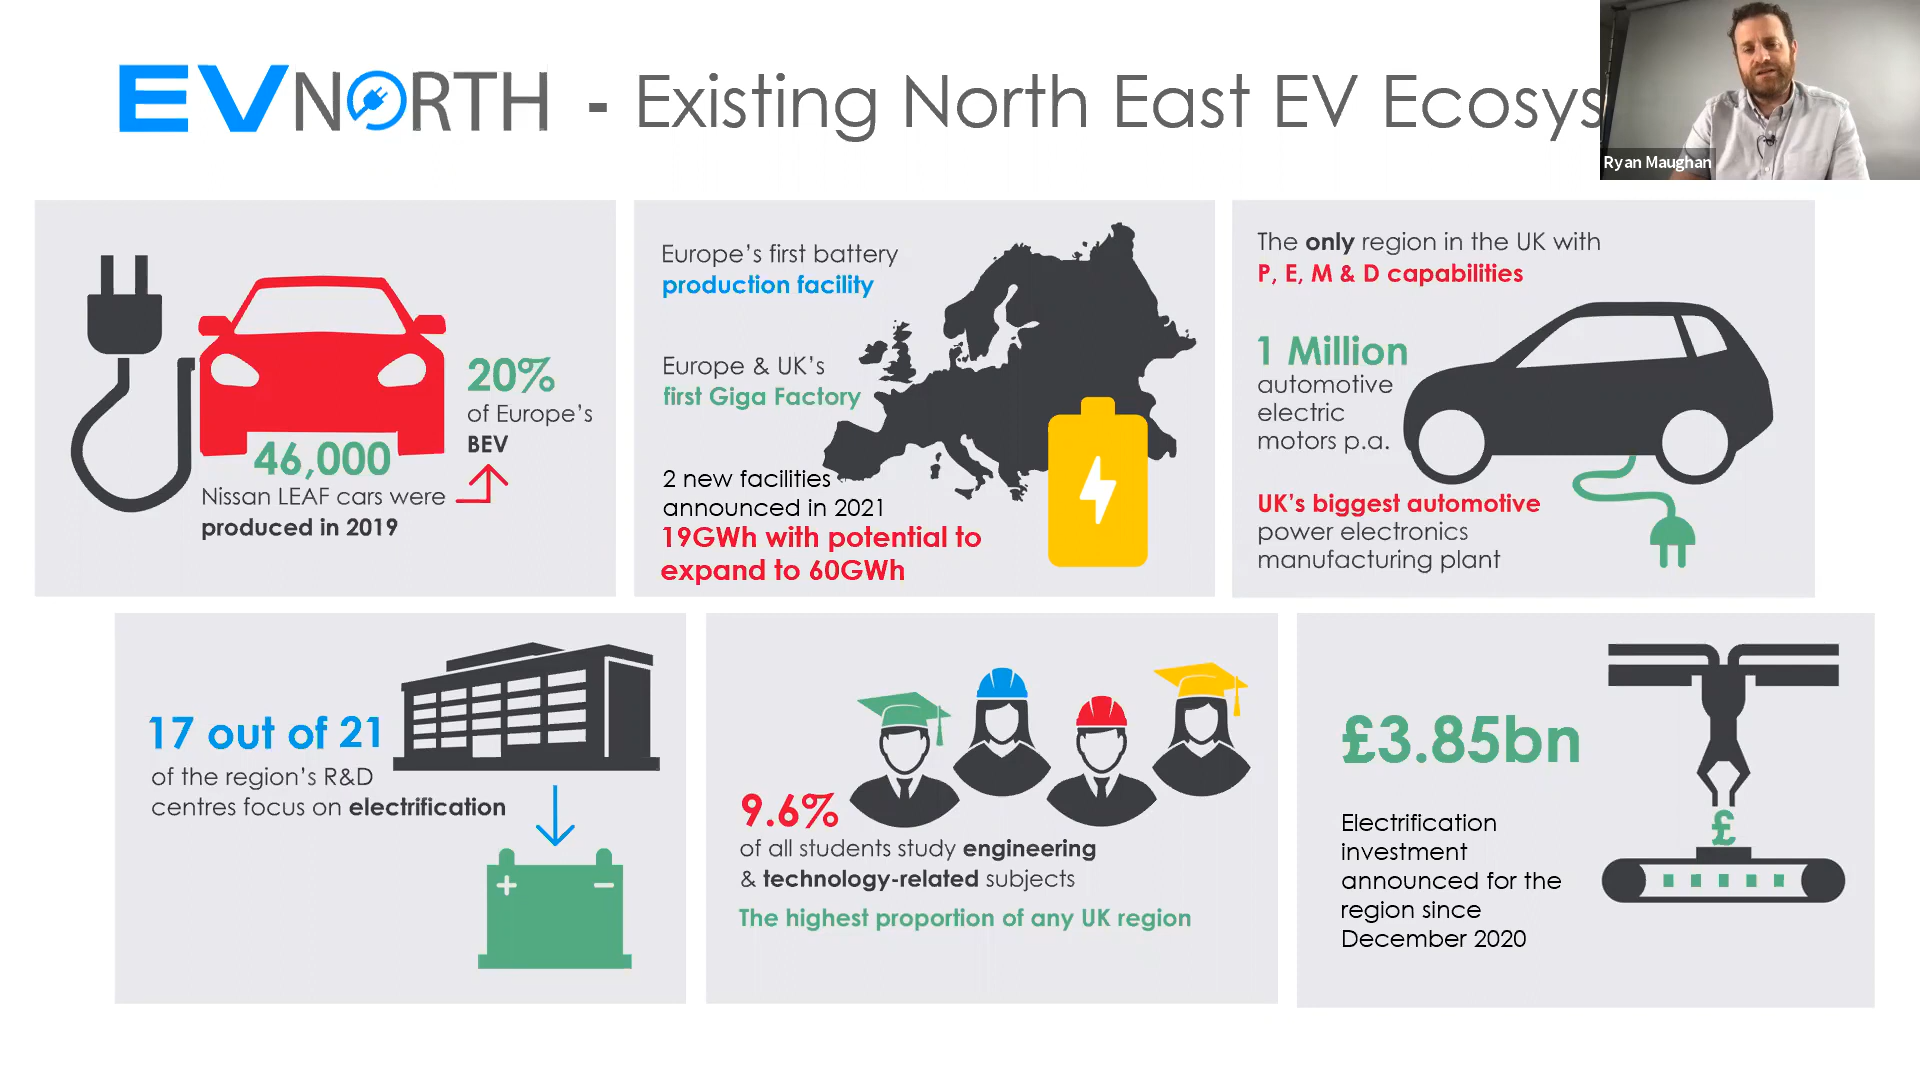 EVNORTH - Existing North East EV Ecosys
Ryan Maughan
20%
of Europe's
BEV
46,000
Nissan LEAF cars were
produced in 2019
Europe's first battery
production facility
Europe & UK's
first Giga Factory
2 new facilities
announced in 2021
19GWh with potential to
expand to 60GWh
The only region in the UK with
P, E, M & D capabilities
1 Million
automotive
electric
motors p.a.
UK's biggest automotive
power electronics
manufacturing plant
17 out of 21
of the region's R&D
centres focus on electrification
9.6%
of all students study engineering
& technology-related subjects
The highest proportion of any UK region
£3.85bn
£
Electrification
investment
announced for the
region since
December 2020